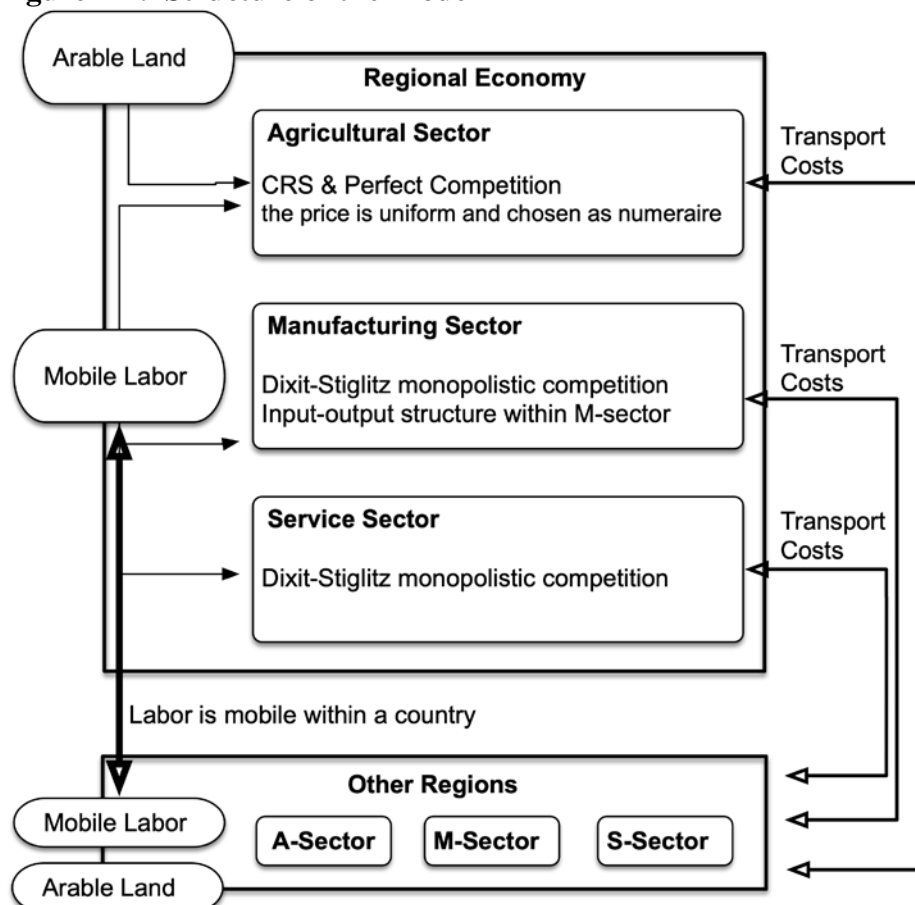 Arable Land
Regional Economy
Agricultural Sector
CRS & Perfect Competition
the price is uniform and chosen as numeraire
Transport
Costs
Manufacturing Sector
Dixit-Stiglitz monopolistic competition
Input-output structure within M-sector
Transport
Costs
Mobile Labor
Service Sector
Dixit-Stiglitz monopolistic competition
Transport
Costs
Labor is mobile within a country
Other Regions
Mobile Labor
A-Sector
M-Sector
S-Sector
Arable Land